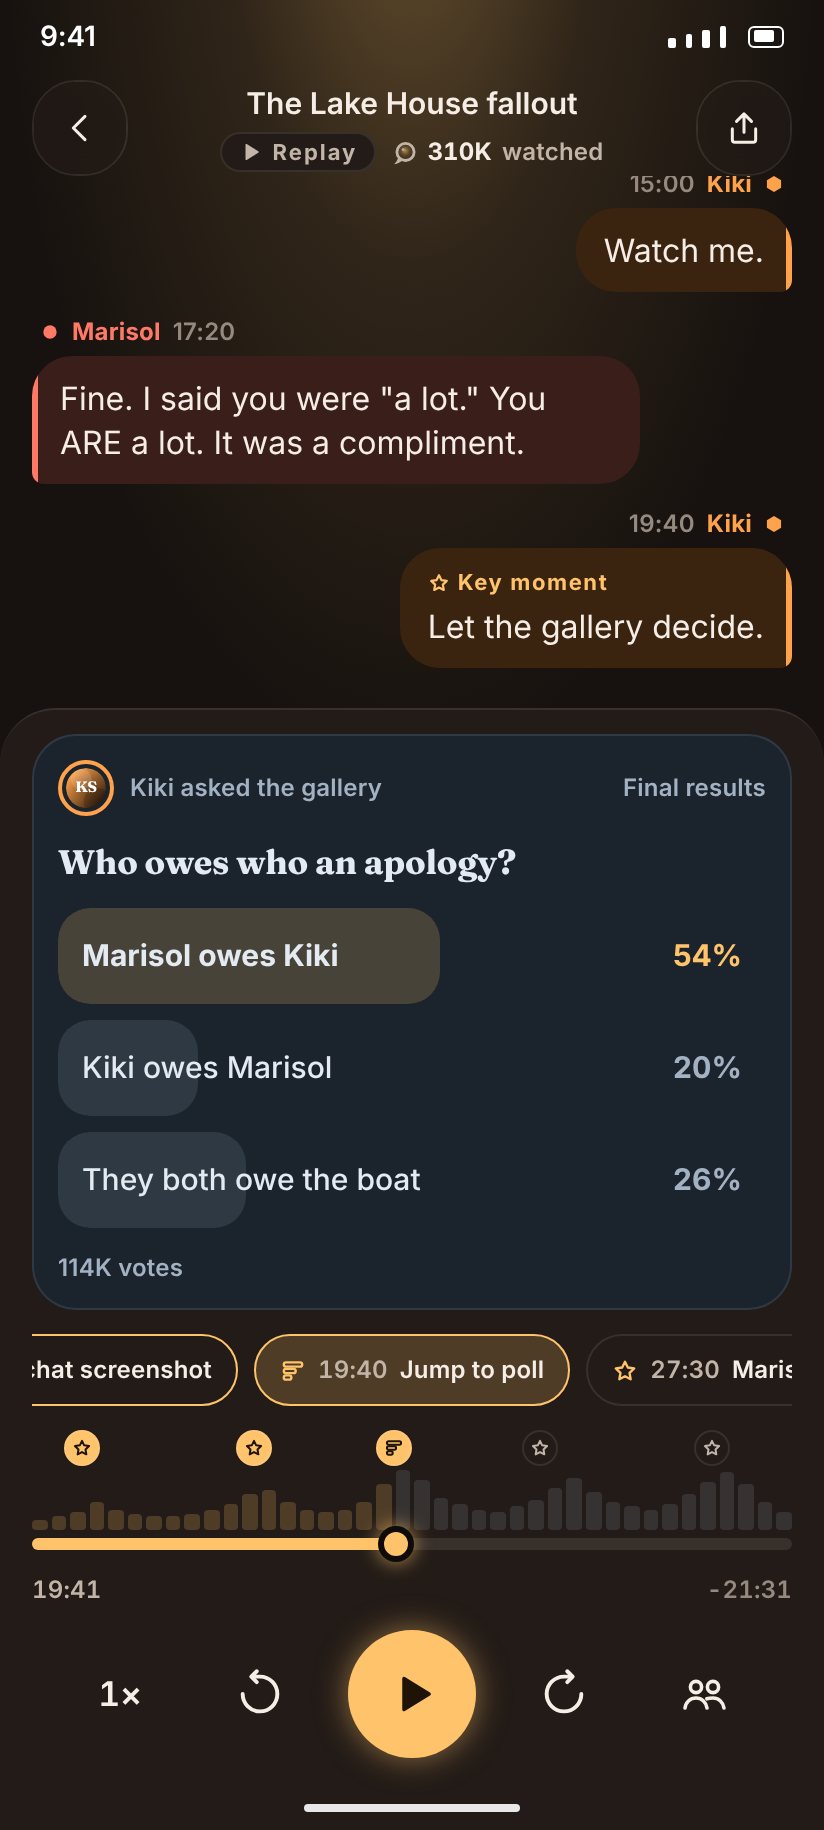 9:41
The Lake House fallout
Replay 310K watched
15:00 Kiki
Watch me.
Marisol 17:20
Fine. I said you were "a lot." You
ARE a lot. It was a compliment.
19:40 Kiki
Key moment
Let the gallery decide.
KS Kiki asked the gallery Final results
Who owes who an apology?
Marisol owes Kiki 54%
Kiki owes Marisol 20%
They both owe the boat 26%
114K votes
chat screenshot 19:40 Jump to poll 27:30 Maris
19:41 -21:31
1×